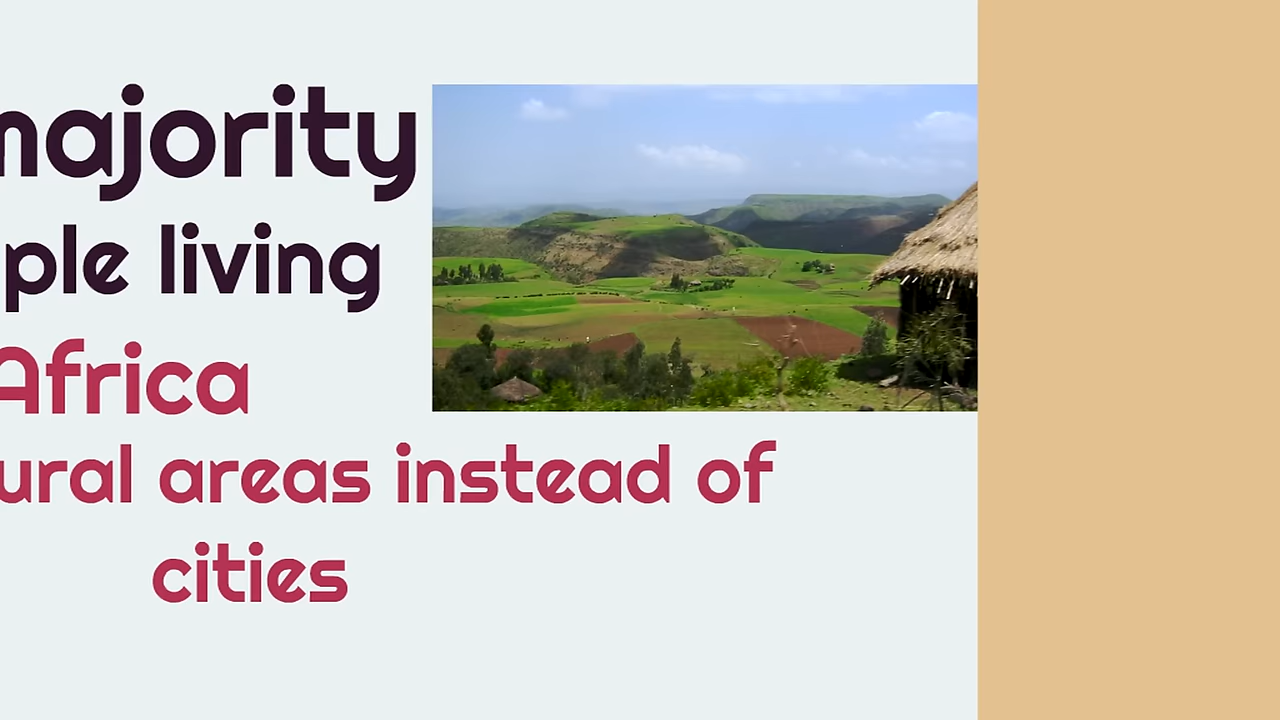 majority
ple living
Africa
ural areas instead of
cities